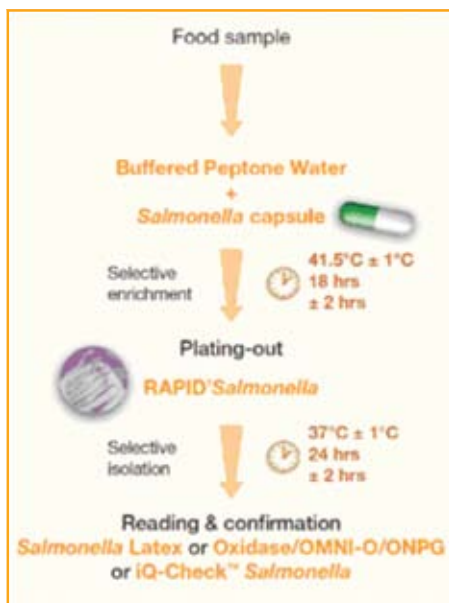 Food sample
Buffered Peptone Water
+
Salmonella capsule
Selective
enrichment
41.5°C ± 1°C
18 hrs
± 2 hrs
Plating-out
RAPID'Salmonella
Selective
isolation
37°C ± 1°C
24 hrs
± 2 hrs
Reading & confirmation
Salmonella Latex or Oxidase/OMNI-O/ONPG
or iQ-Check™ Salmonella